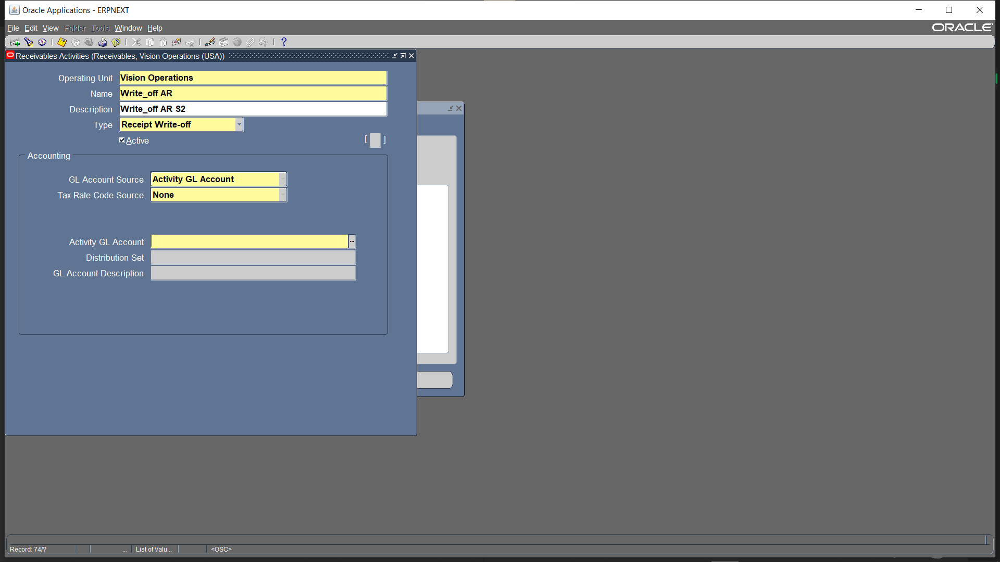 Oracle Applications - ERPNEXT
File Edit View Folder Tools Window Help
ORACLE
Receivables Activities (Receivables, Vision Operations (USA))
Operating Unit Vision Operations
Name Write_off AR
Description Write_off AR S2
Type Receipt Write-off
Active [ ]
Accounting
GL Account Source Activity GL Account
Tax Rate Code Source None
Activity GL Account
Distribution Set
GL Account Description
Record: 74/? ... List of Valu... <OSC>